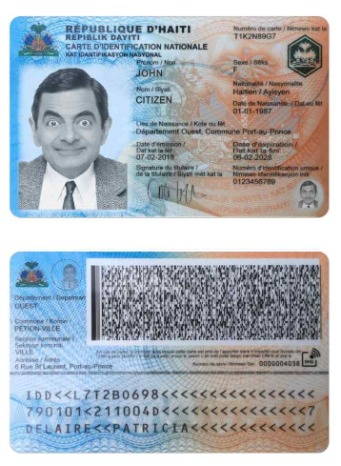 RÉPUBLIQUE D'HAITI
REPIBLIK DAYITI
CARTE D'IDENTIFICATION NATIONALE
KAT IDANTIFIKASYON NASYONAL
Numéro de carte / Nimewo kat la
T1K2N89G7
Prénom / Non
JOHN
Sexe / Sèks
F
Nom / Siyati
CITIZEN
Nationalité / Nasyonalite
Haïtien / Ayisyen
Date de Naissance / Dat ou fèt
01-01-1987
Lieu de Naissance / Kote ou fèt
Département Ouest, Commune Port-au-Prince
Date d'émission /
Dat kat la fèt
07-02-2018
Date d'expiration /
Dat kat la fini
06-02-2028
Signature du titulaire /
Siyati mèt kat la
Numéro d'identification unique /
Nimewo Idantifikasyon Inik
0123456789
Département / Depatman
OUEST
Commune / Komin
PETION-VILLE
Section communale /
Seksyon kominal
VILLE
Adresse / Adrès
6 Rue St Laurent, Port-au-Prince
0000004038
IDD<<L7T2B0698<<<<<<<<<<<<<<<
790101<211004D<<<<<<<<<<<<<<7
DELAIRE<<PATRICIA<<<<<<<<<<<<